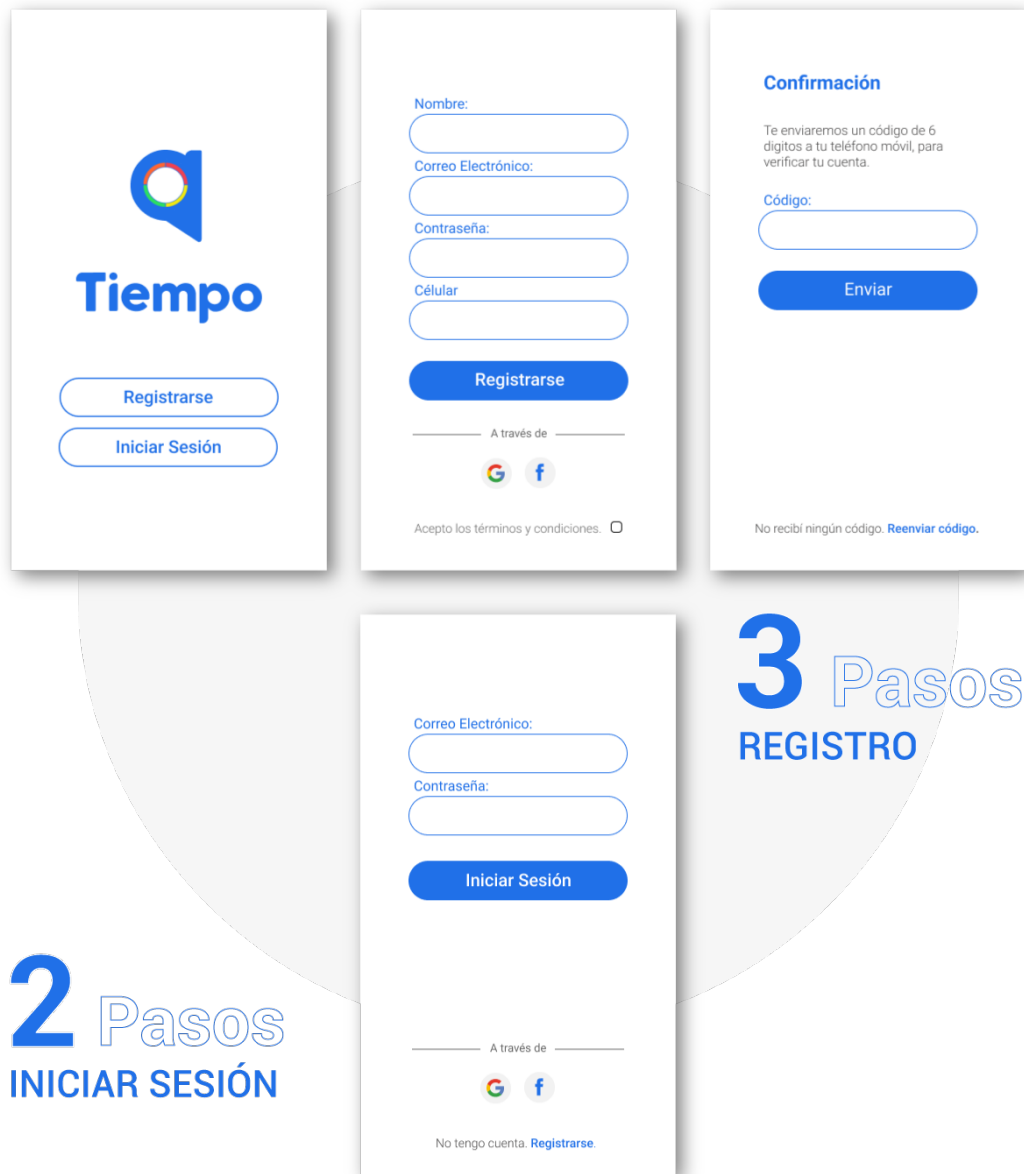 Tiempo
Registrarse
Iniciar Sesión
Nombre:
Correo Electrónico:
Contraseña:
Célular
Registrarse
A través de
Acepto los términos y condiciones.
Confirmación
Te enviaremos un código de 6
digitos a tu teléfono móvil, para
verificar tu cuenta.
Código:
Enviar
No recibí ningún código. Reenviar código.
3 Pasos
REGISTRO
Correo Electrónico:
Contraseña:
Iniciar Sesión
A través de
No tengo cuenta. Registrarse.
2 Pasos
INICIAR SESIÓN